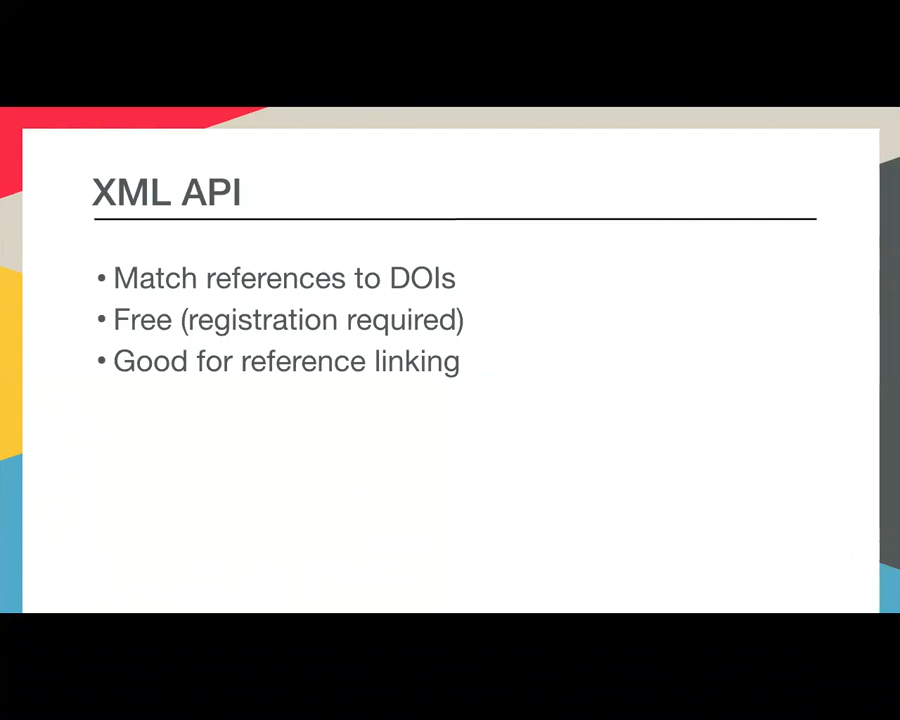 XML API
• Match references to DOIs
• Free (registration required)
• Good for reference linking